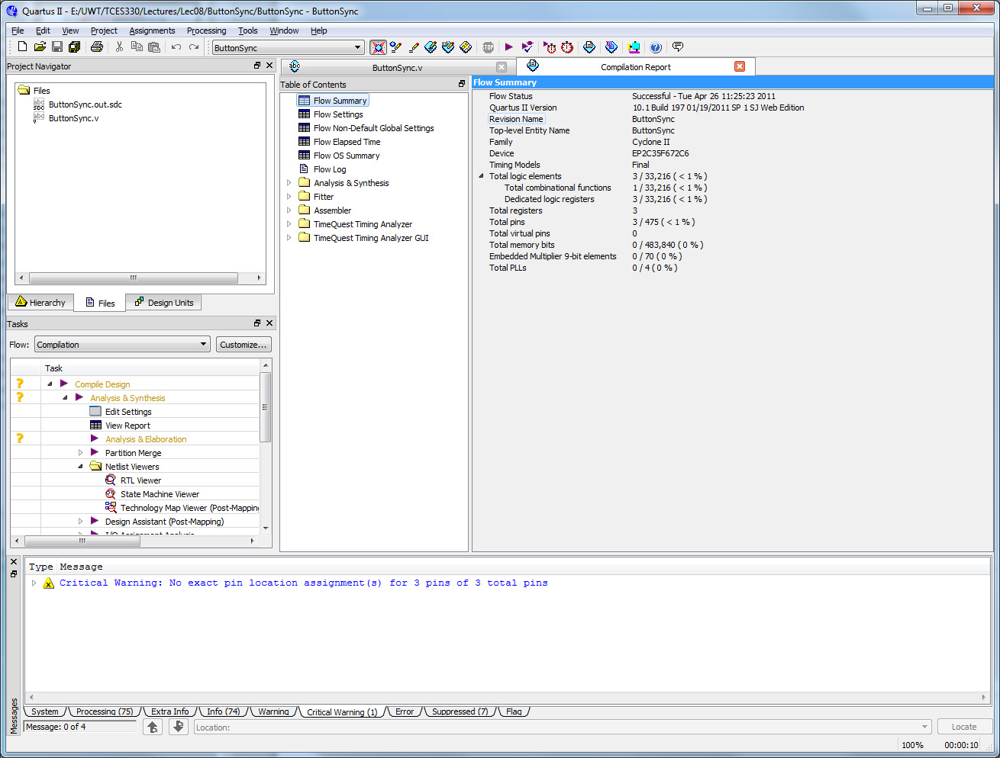 Quartus II - E:/UWT/TCES330/Lectures/Lec08/ButtonSync/ButtonSync - ButtonSync
File Edit View Project Assignments Processing Tools Window Help
ButtonSync
STOP
Project Navigator
Files
ButtonSync.out.sdc
ButtonSync.v
Hierarchy Files Design Units
Tasks
Flow: Compilation Customize...
Task
Compile Design
Analysis & Synthesis
Edit Settings
View Report
Analysis & Elaboration
Partition Merge
Netlist Viewers
RTL Viewer
State Machine Viewer
Technology Map Viewer (Post-Mapping
Design Assistant (Post-Mapping)
I/O Assignment Analysis
ButtonSync.v Compilation Report
Table of Contents
Flow Summary
Flow Settings
Flow Non-Default Global Settings
Flow Elapsed Time
Flow OS Summary
Flow Log
Analysis & Synthesis
Fitter
Assembler
TimeQuest Timing Analyzer
TimeQuest Timing Analyzer GUI
Flow Summary
Flow Status Successful - Tue Apr 26 11:25:23 2011
Quartus II Version 10.1 Build 197 01/19/2011 SP 1 SJ Web Edition
Revision Name ButtonSync
Top-level Entity Name ButtonSync
Family Cyclone II
Device EP2C35F672C6
Timing Models Final
Total logic elements 3 / 33,216 ( < 1 % )
Total combinational functions 1 / 33,216 ( < 1 % )
Dedicated logic registers 3 / 33,216 ( < 1 % )
Total registers 3
Total pins 3 / 475 ( < 1 % )
Total virtual pins 0
Total memory bits 0 / 483,840 ( 0 % )
Embedded Multiplier 9-bit elements 0 / 70 ( 0 % )
Total PLLs 0 / 4 ( 0 % )
Type Message
Critical Warning: No exact pin location assignment(s) for 3 pins of 3 total pins
System Processing (75) Extra Info Info (74) Warning Critical Warning (1) Error Suppressed (7) Flag
Messages
Message: 0 of 4 Location: Locate
100% 00:00:10